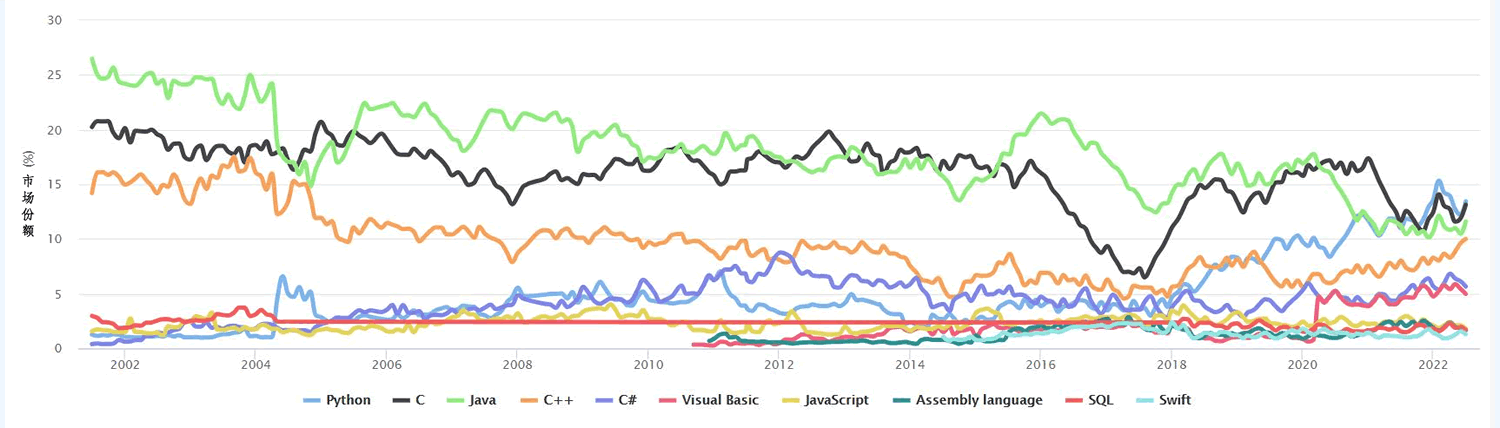 30
25
20
15
10
5
0
市场份额 (%)
2002 2004 2006 2008 2010 2012 2014 2016 2018 2020 2022
Python C Java C++ C# Visual Basic JavaScript Assembly language SQL Swift